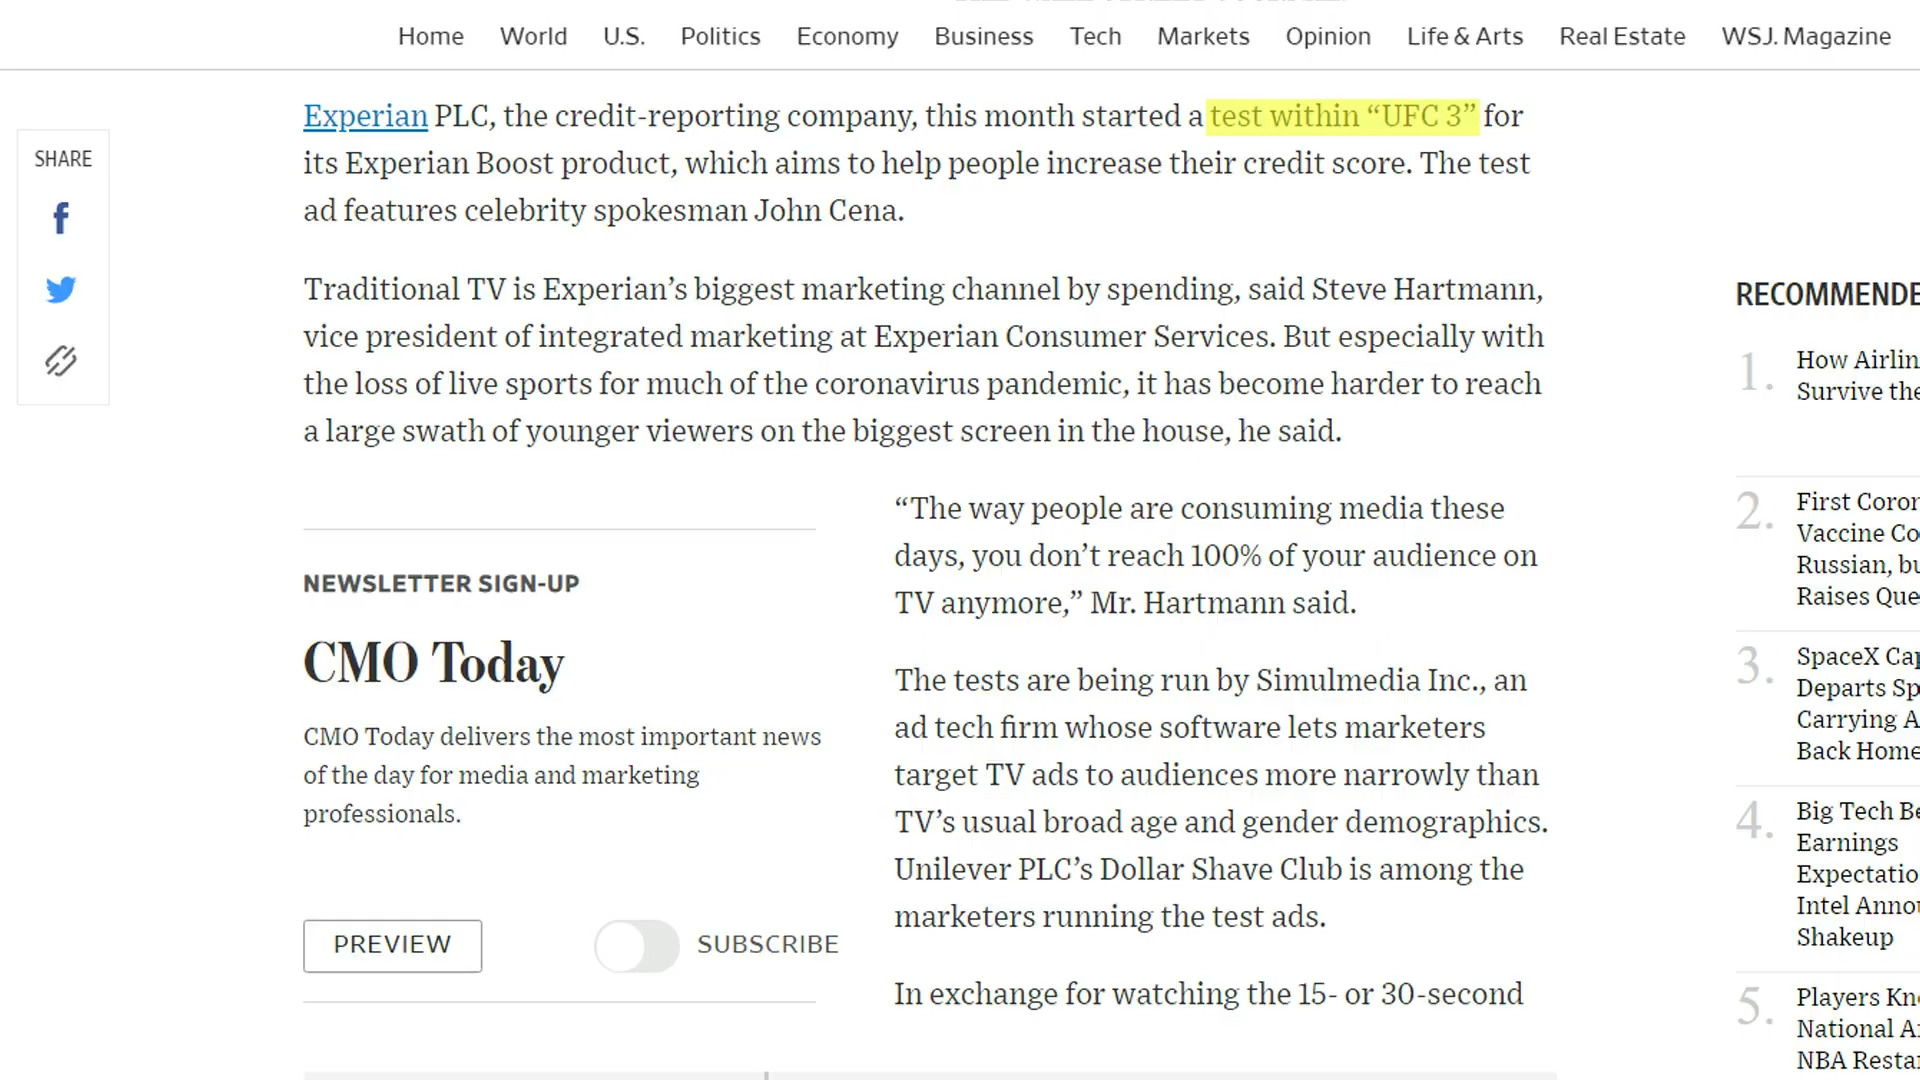 Home World U.S. Politics Economy Business Tech Markets Opinion Life & Arts Real Estate WSJ. Magazine
SHARE
Experian PLC, the credit-reporting company, this month started a test within “UFC 3” for
its Experian Boost product, which aims to help people increase their credit score. The test
ad features celebrity spokesman John Cena.
Traditional TV is Experian’s biggest marketing channel by spending, said Steve Hartmann,
vice president of integrated marketing at Experian Consumer Services. But especially with
the loss of live sports for much of the coronavirus pandemic, it has become harder to reach
a large swath of younger viewers on the biggest screen in the house, he said.
NEWSLETTER SIGN-UP
CMO Today
CMO Today delivers the most important news
of the day for media and marketing
professionals.
PREVIEW SUBSCRIBE
“The way people are consuming media these
days, you don’t reach 100% of your audience on
TV anymore,” Mr. Hartmann said.
The tests are being run by Simulmedia Inc., an
ad tech firm whose software lets marketers
target TV ads to audiences more narrowly than
TV’s usual broad age and gender demographics.
Unilever PLC’s Dollar Shave Club is among the
marketers running the test ads.
In exchange for watching the 15- or 30-second
RECOMMENDE
1. How Airlin
Survive the
2. First Coron
Vaccine Co
Russian, bu
Raises Que
3. SpaceX Cap
Departs Sp
Carrying A
Back Home
4. Big Tech Be
Earnings
Expectatio
Intel Annou
Shakeup
5. Players Kne
National A
NBA Restar